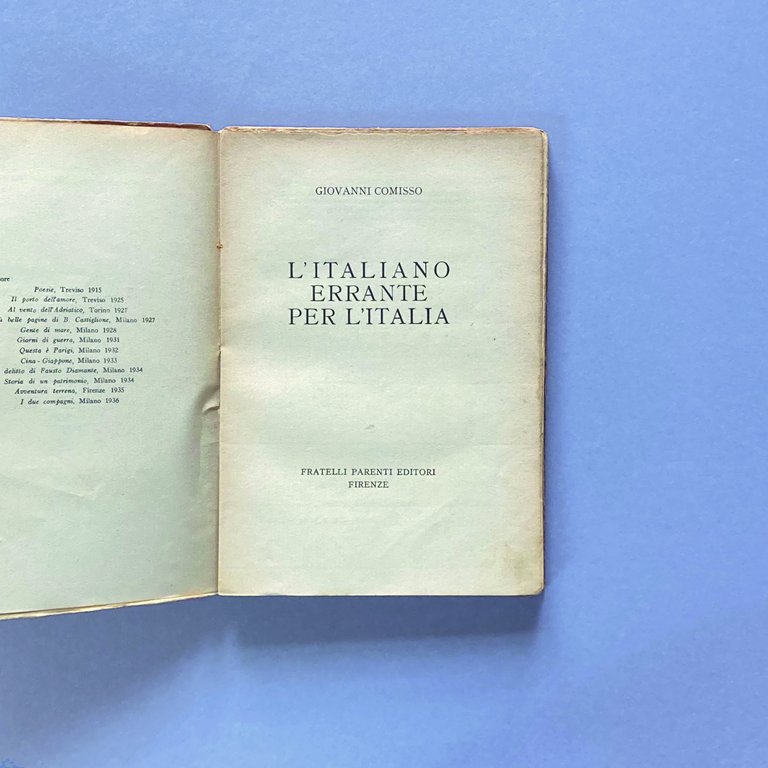 ore
Poesie, Treviso 1915
Il porto dell'amore, Treviso 1925
Al vento dell'Adriatico, Torino 1927
belle pagine di B. Castiglione, Milano 1927
Gente di mare, Milano 1928
Giorni di guerra, Milano 1931
Questa è Parigi, Milano 1932
Cina-Giappone, Milano 1933
delitto di Fausto Diamante, Milano 1934
Storia di un patrimonio, Milano 1934
Avventura terrena, Firenze 1935
I due compagni, Milano 1936
GIOVANNI COMISSO
L'ITALIANO
ERRANTE
PER L'ITALIA
FRATELLI PARENTI EDITORI
FIRENZE